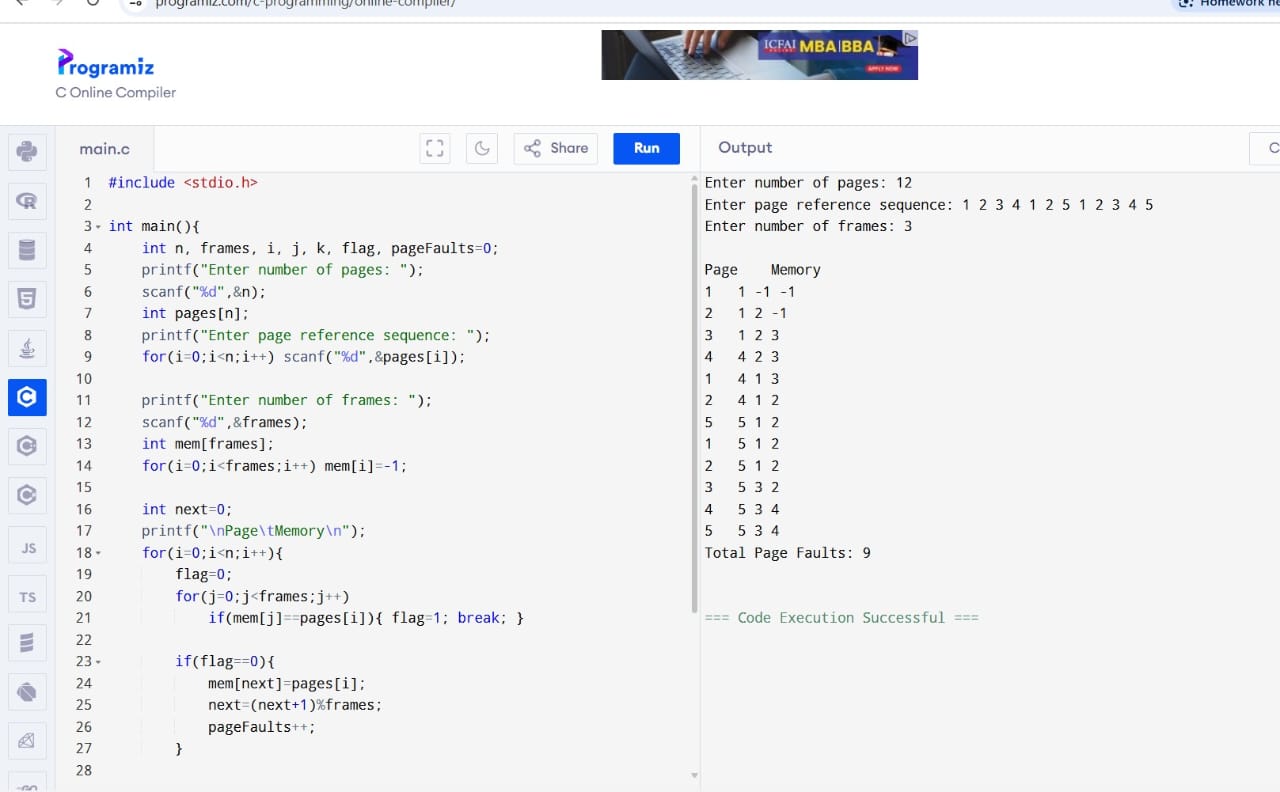 programiz.com/c-programming/online-compiler/
Homework he
Programiz
C Online Compiler
ICFAI MBA|BBA
APPLY NOW
main.c
Share
Run
Output
C
1 #include <stdio.h>
2
3 int main(){
4     int n, frames, i, j, k, flag, pageFaults=0;
5     printf("Enter number of pages: ");
6     scanf("%d",&n);
7     int pages[n];
8     printf("Enter page reference sequence: ");
9     for(i=0;i<n;i++) scanf("%d",&pages[i]);
10
11     printf("Enter number of frames: ");
12     scanf("%d",&frames);
13     int mem[frames];
14     for(i=0;i<frames;i++) mem[i]=-1;
15
16     int next=0;
17     printf("\nPage\tMemory\n");
18     for(i=0;i<n;i++){
19         flag=0;
20         for(j=0;j<frames;j++)
21             if(mem[j]==pages[i]){ flag=1; break; }
22
23         if(flag==0){
24             mem[next]=pages[i];
25             next=(next+1)%frames;
26             pageFaults++;
27         }
28
Enter number of pages: 12
Enter page reference sequence: 1 2 3 4 1 2 5 1 2 3 4 5
Enter number of frames: 3
Page    Memory
1   1 -1 -1
2   1 2 -1
3   1 2 3
4   4 2 3
1   4 1 3
2   4 1 2
5   5 1 2
1   5 1 2
2   5 1 2
3   5 3 2
4   5 3 4
5   5 3 4
Total Page Faults: 9
=== Code Execution Successful ===
JS
TS